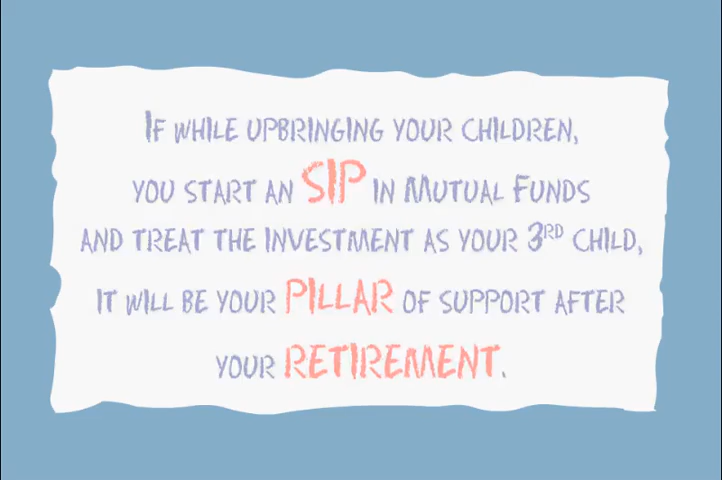 If while upbringing your children,
you start an SIP in Mutual Funds
and treat the investment as your 3rd child,
it will be your PILLAR of support after
your RETIREMENT.